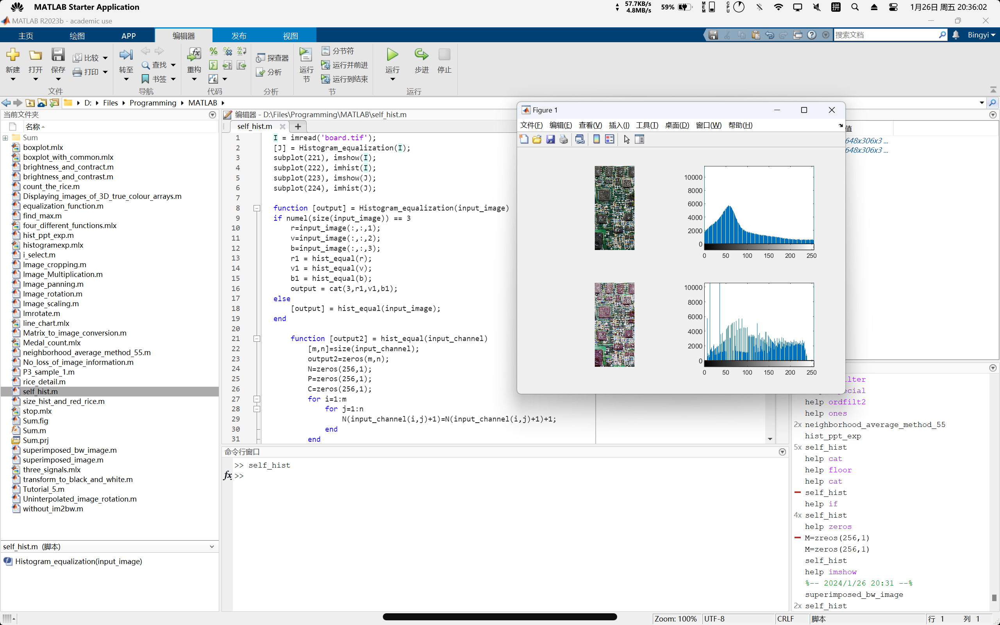 MATLAB Starter Application
57.7KB/s
4.8MB/s
59%
MEM
CPU
拼
1月26日 周五 20:36:02
MATLAB R2023b - academic use
主页 绘图 APP 编辑器 发布 视图
搜索文档
Bingyi
新建 打开 保存 比较 打印
文件
转至 查找 书签
导航
重构
代码
探查器
分析
分析
运行节
分节符
运行并前进
运行到结束
节
运行 步进 停止
运行
D: Files Programming MATLAB
当前文件夹
名称
Sum
boxplot.mlx
boxplot_with_common.mlx
brightness_and_contract.m
brightness_and_contrast.m
count_the_rice.m
Displaying_images_of_3D_true_colour_arrays.m
equalization_function.m
find_max.m
four_different_functions.mlx
hist_ppt_exp.m
histogramexp.mlx
i_select.m
Image_cropping.m
Image_Multiplication.m
Image_panning.m
Image_rotation.m
Image_scaling.m
Imrotate.m
line_chart.mlx
Matrix_to_image_conversion.m
Medal_count.mlx
neighborhood_average_method_55.m
No_loss_of_image_information.m
P3_sample_1.m
rice_detail.m
self_hist.m
size_hist_and_red_rice.m
stop.mlx
Sum.fig
Sum.m
Sum.prj
superimposed_bw_image.m
superimposed_image.m
three_signals.mlx
transform_to_black_and_white.m
Tutorial_5.m
Uninterpolated_image_rotation.m
without_im2bw.m
self_hist.m (脚本)
Histogram_equalization(input_image)
编辑器 - D:\Files\Programming\MATLAB\self_hist.m
self_hist.m
1 I = imread('board.tif');
2 [J] = Histogram_equalization(I);
3 subplot(221), imshow(I);
4 subplot(222), imhist(I);
5 subplot(223), imshow(J);
6 subplot(224), imhist(J);
7
8 function [output] = Histogram_equalization(input_image)
9 if numel(size(input_image)) == 3
10 r=input_image(:,:,1);
11 v=input_image(:,:,2);
12 b=input_image(:,:,3);
13 r1 = hist_equal(r);
14 v1 = hist_equal(v);
15 b1 = hist_equal(b);
16 output = cat(3,r1,v1,b1);
17 else
18 [output] = hist_equal(input_image);
19 end
20
21 function [output2] = hist_equal(input_channel)
22 [m,n]=size(input_channel);
23 output2=zeros(m,n);
24 N=zeros(256,1);
25 P=zeros(256,1);
26 C=zeros(256,1);
27 for i=1:m
28 for j=1:n
29 N(input_channel(i,j)+1)=N(input_channel(i,j)+1)+1;
30 end
31 end
命令行窗口
>> self_hist
fx >>
Figure 1
文件(F) 编辑(E) 查看(V) 插入(I) 工具(T) 桌面(D) 窗口(W) 帮助(H)
10000
8000
6000
4000
2000
0
0 50 100 150 200 250
10000
8000
6000
4000
2000
0
0 50 100 150 200 250
值
648x306x3 ...
648x306x3 ...
ilter
ecial
help ordfilt2
help ones
2x neighborhood_average_method_55
hist_ppt_exp
5x self_hist
help cat
help floor
help cat
self_hist
help if
4x self_hist
help zeros
M=zreos(256,1)
M=zeros(256,1)
self_hist
help imshow
%-- 2024/1/26 20:31 --%
superimposed_bw_image
2x self_hist
Zoom: 100% UTF-8 CRLF 脚本 行 1 列 1